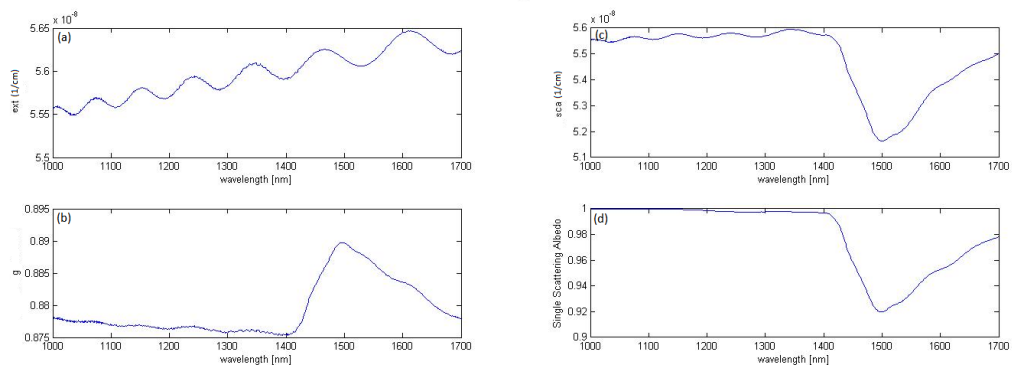 x 10⁻⁸
(a)
5.65
5.6
5.55
5.5
ext (1/cm)
1000 1100 1200 1300 1400 1500 1600 1700
wavelength [nm]
x 10⁻⁸
(c)
5.6
5.5
5.4
5.3
5.2
5.1
sca (1/cm)
1000 1100 1200 1300 1400 1500 1600 1700
wavelength [nm]
(b)
0.895
0.89
0.885
0.88
0.875
g
1000 1100 1200 1300 1400 1500 1600 1700
wavelength [nm]
(d)
1
0.98
0.96
0.94
0.92
0.9
Single Scattering Albedo
1000 1100 1200 1300 1400 1500 1600 1700
wavelength [nm]